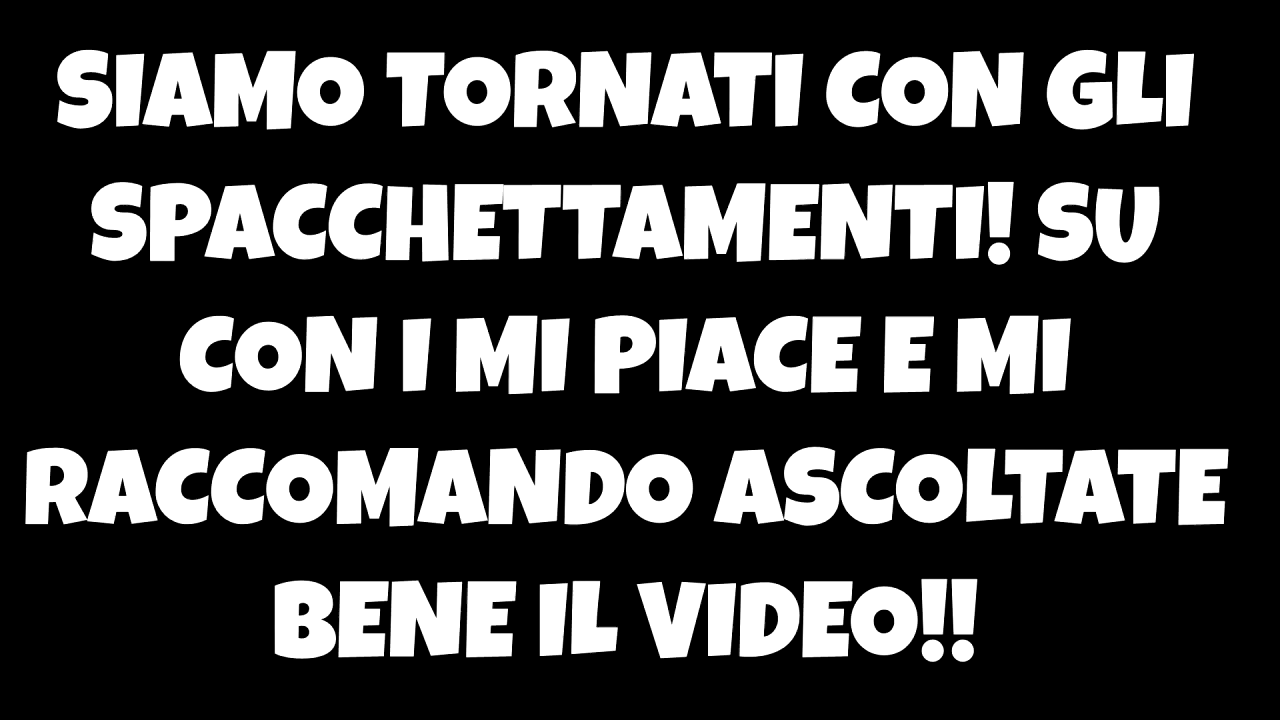 SIAMO TORNATI CON GLI
SPACCHETTAMENTI! SU
CON I MI PIACE E MI
RACCOMANDO ASCOLTATE
BENE IL VIDEO!!